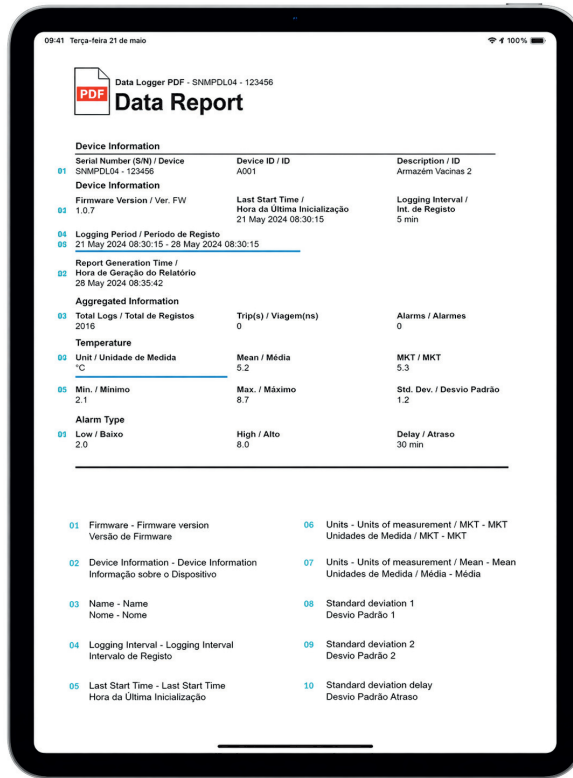 09:41 Terça-feira 21 de maio 100%
Data Logger PDF - SNMPDL04 - 123456
PDF
Data Report
Device Information
Serial Number (S/N) / Device Device ID / ID Description / ID
01 SNMPDL04 - 123456 A001 Armazém Vacinas 2
Device Information
Firmware Version / Ver. FW Last Start Time / Logging Interval /
Hora da Última Inicialização Int. de Registo
1.0.7 21 May 2024 08:30:15 5 min
04 Logging Period / Periodo de Registo
21 May 2024 08:30:15 - 28 May 2024 08:30:15
Report Generation Time /
02 Hora de Geração do Relatório
28 May 2024 08:35:42
Aggregated Information
03 Total Logs / Total de Registos Trip(s) / Viagem(ns) Alarms / Alarmes
2016 0 0
Temperature
Unit / Unidade de Medida Mean / Média MKT / MKT
°C 5.2 5.3
05 Min. / Mínimo Max. / Máximo Std. Dev. / Desvio Padrão
2.1 8.7 1.2
Alarm Type
Low / Baixo High / Alto Delay / Atraso
2.0 8.0 30 min
01 Firmware - Firmware version
Versão de Firmware
02 Device Information - Device Information
Informação sobre o Dispositivo
03 Name - Name
Nome - Nome
04 Logging Interval - Logging Interval
Intervalo de Registo
05 Last Start Time - Last Start Time
Hora da Última Inicialização
06 Units - Units of measurement / MKT - MKT
Unidades de Medida / MKT - MKT
07 Units - Units of measurement / Mean - Mean
Unidades de Medida / Média - Média
08 Standard deviation 1
Desvio Padrão 1
09 Standard deviation 2
Desvio Padrão 2
10 Standard deviation delay
Desvio Padrão Atraso